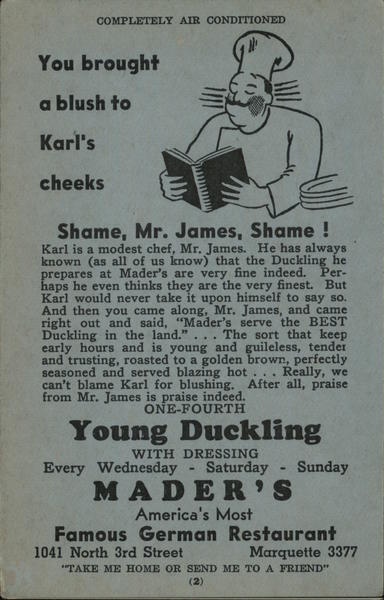 COMPLETELY AIR CONDITIONED
You brought
a blush to
Karl's
cheeks
Shame, Mr. James, Shame !
Karl is a modest chef, Mr. James. He has always
known (as all of us know) that the Duckling he
prepares at Mader's are very fine indeed. Per-
haps he even thinks they are the very finest. But
Karl would never take it upon himself to say so.
And then you came along, Mr. James, and came
right out and said, "Mader's serve the BEST
Duckling in the land." . . . The sort that keep
early hours and is young and guileless, tender
and trusting, roasted to a golden brown, perfectly
seasoned and served blazing hot . . . Really, we
can't blame Karl for blushing. After all, praise
from Mr. James is praise indeed.
ONE-FOURTH
Young Duckling
WITH DRESSING
Every Wednesday - Saturday - Sunday
MADER'S
America's Most
Famous German Restaurant
1041 North 3rd Street Marquette 3377
"TAKE ME HOME OR SEND ME TO A FRIEND"
(2)